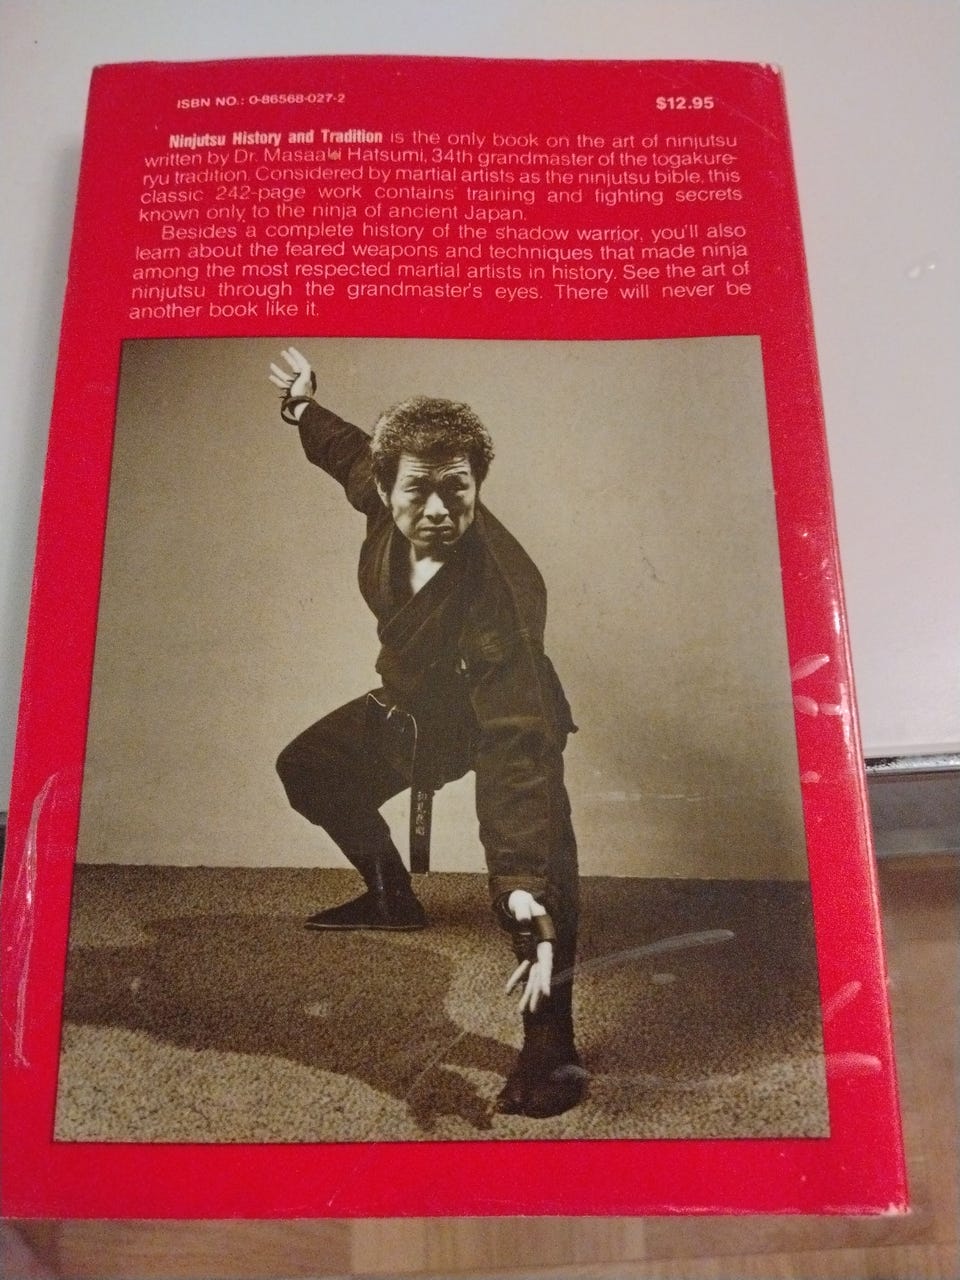 ISBN NO.: 0-86568-027-2
$12.95
Ninjutsu History and Tradition is the only book on the art of ninjutsu
written by Dr. Masaaki Hatsumi, 34th grandmaster of the togakure-
ryu tradition. Considered by martial artists as the ninjutsu bible, this
classic 242-page work contains training and fighting secrets
known only to the ninja of ancient Japan.
Besides a complete history of the shadow warrior, you'll also
learn about the feared weapons and techniques that made ninja
among the most respected martial artists in history. See the art of
ninjutsu through the grandmaster's eyes. There will never be
another book like it.
初見良昭